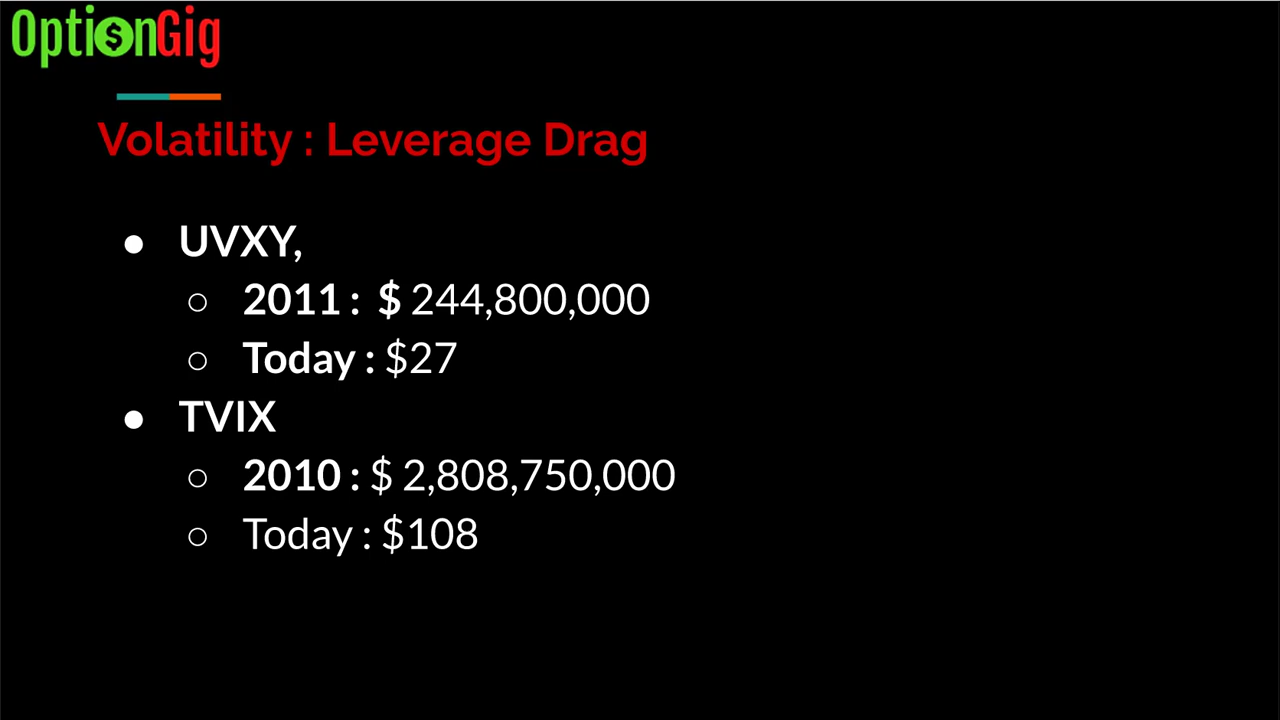 OptionGig
Volatility : Leverage Drag
● UVXY,
○ 2011 : $ 244,800,000
○ Today : $27
● TVIX
○ 2010 : $ 2,808,750,000
○ Today : $108